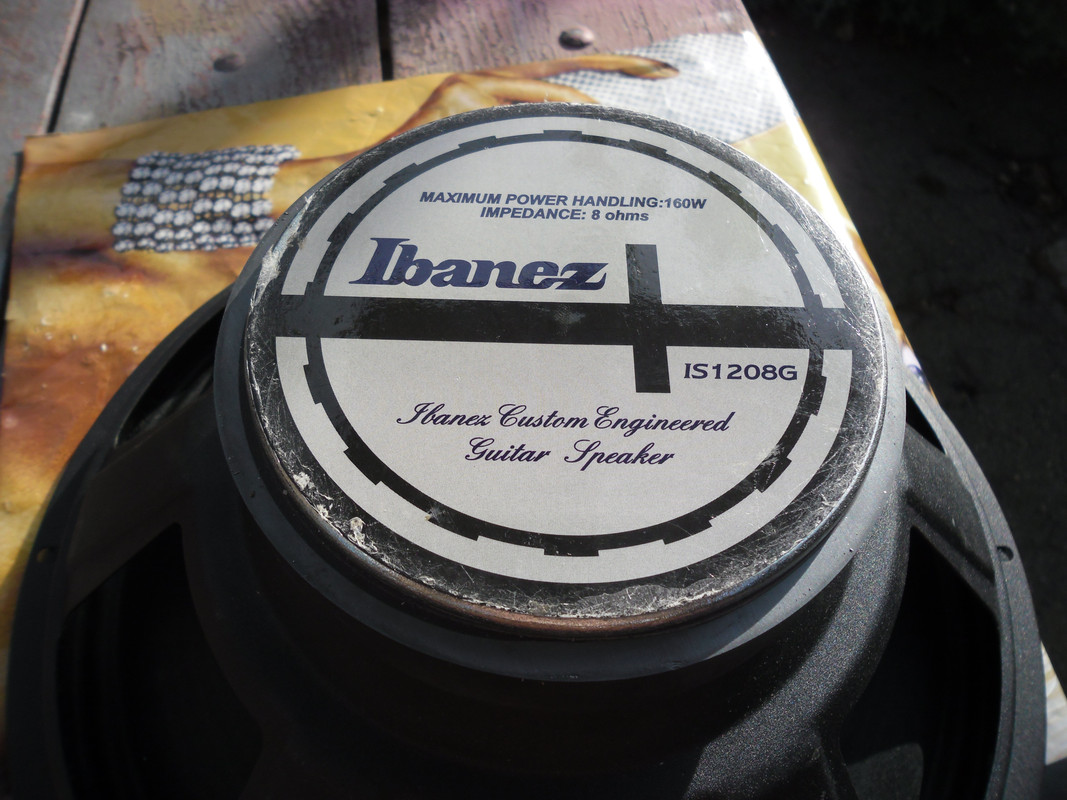 MAXIMUM POWER HANDLING:160W
IMPEDANCE: 8 ohms
Ibanez
IS1208G
Ibanez Custom Engineered
Guitar Speaker